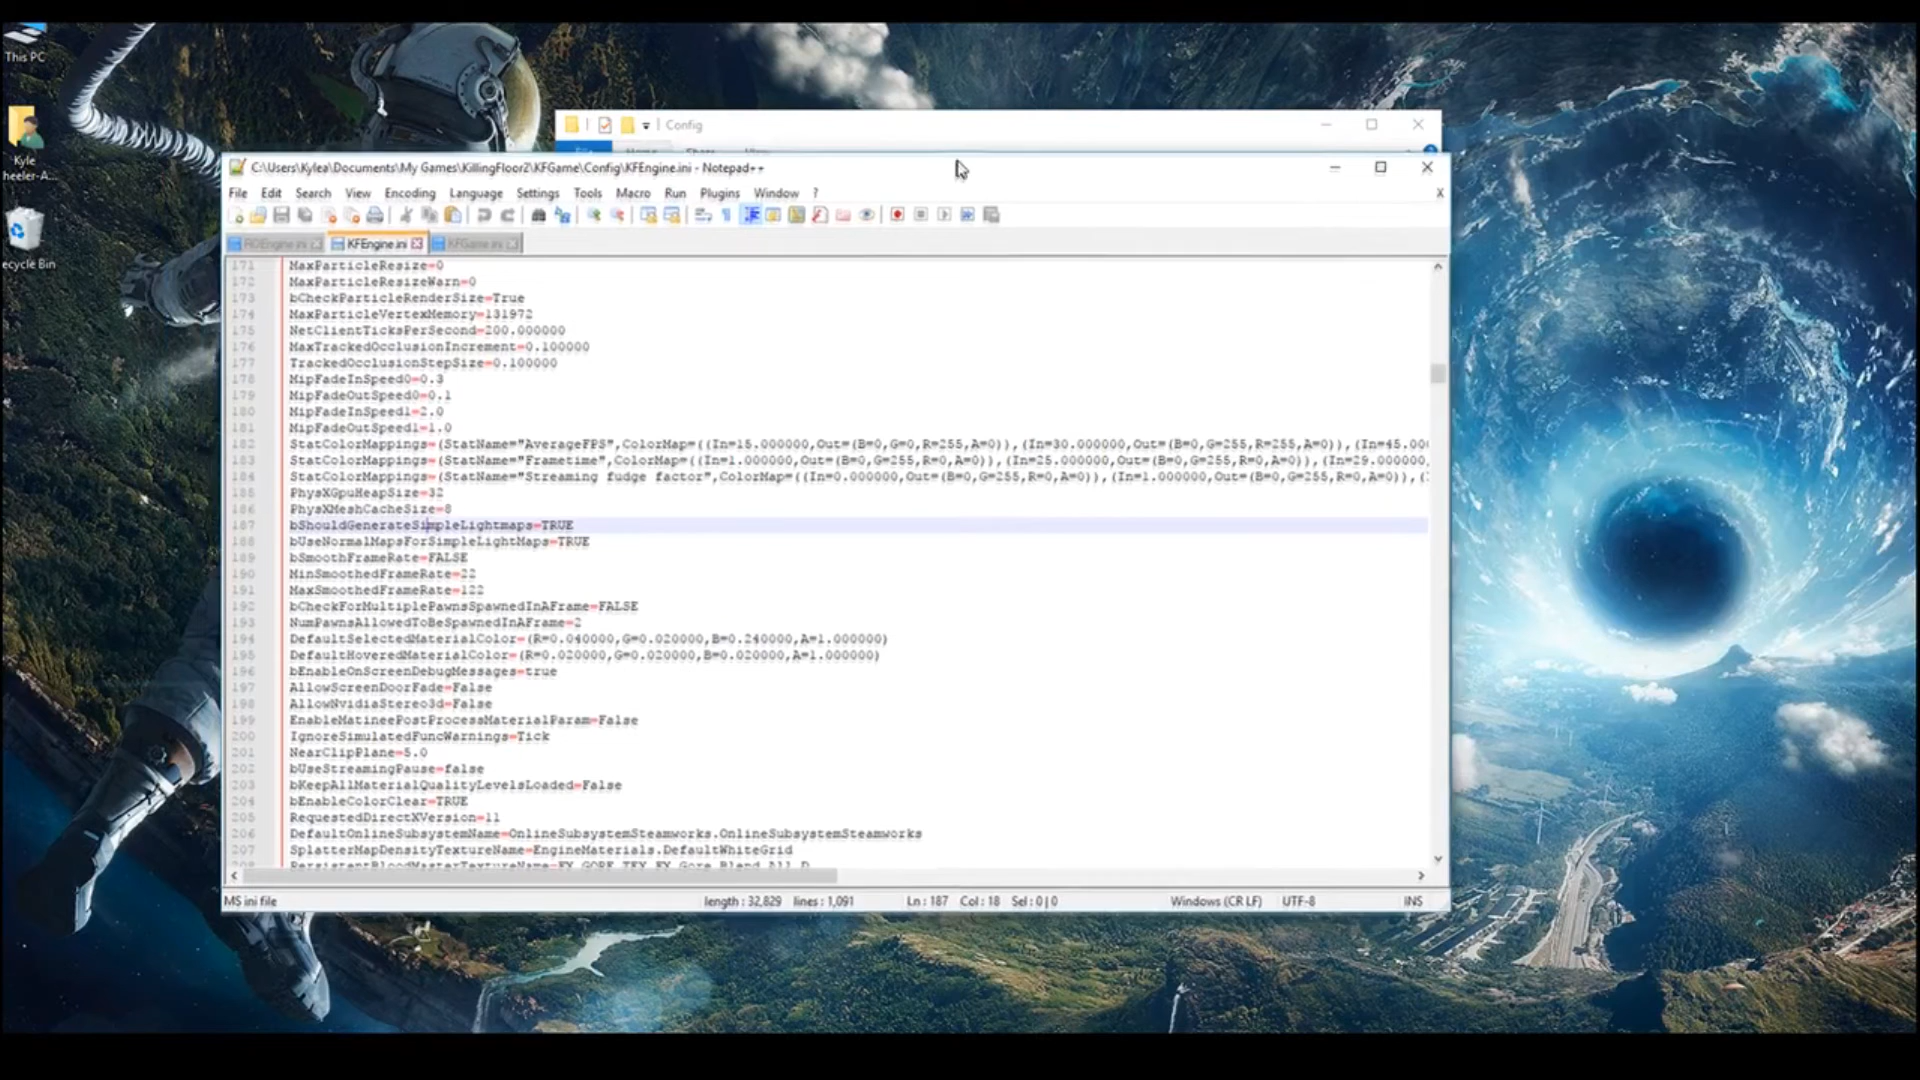 This PC
Config
Kyle
heeler-A...
C:\Users\Kylea\Documents\My Games\KillingFloor2\KFGame\Config\KFEngine.ini - Notepad++
File Edit Search View Encoding Language Settings Tools Macro Run Plugins Window ?
X
ROEngine.ini KFEngine.ini KFGame.ini
ecycle Bin
171 MaxParticleResize=0
172 MaxParticleResizeWarn=0
173 bCheckParticleRenderSize=True
174 MaxParticleVertexMemory=131972
175 NetClientTicksPerSecond=200.000000
176 MaxTrackedOcclusionIncrement=0.100000
177 TrackedOcclusionStepSize=0.100000
178 MipFadeInSpeed0=0.3
179 MipFadeOutSpeed0=0.1
180 MipFadeInSpeed1=2.0
181 MipFadeOutSpeed1=1.0
182 StatColorMappings=(StatName="AverageFPS",ColorMap=((In=15.000000,Out=(B=0,G=0,R=255,A=0)),(In=30.000000,Out=(B=0,G=255,R=255,A=0)),(In=45.00
183 StatColorMappings=(StatName="Frametime",ColorMap=((In=1.000000,Out=(B=0,G=255,R=0,A=0)),(In=25.000000,Out=(B=0,G=255,R=0,A=0)),(In=29.000000,
184 StatColorMappings=(StatName="Streaming fudge factor",ColorMap=((In=0.000000,Out=(B=0,G=255,R=0,A=0)),(In=1.000000,Out=(B=0,G=255,R=0,A=0)),(
185 PhysXGpuHeapSize=32
186 PhysXMeshCacheSize=8
187 bShouldGenerateSimpleLightmaps=TRUE
188 bUseNormalMapsForSimpleLightMaps=TRUE
189 bSmoothFrameRate=FALSE
190 MinSmoothedFrameRate=22
191 MaxSmoothedFrameRate=122
192 bCheckForMultiplePawnsSpawnedInAFrame=FALSE
193 NumPawnsAllowedToBeSpawnedInAFrame=2
194 DefaultSelectedMaterialColor=(R=0.040000,G=0.020000,B=0.240000,A=1.000000)
195 DefaultHoveredMaterialColor=(R=0.020000,G=0.020000,B=0.020000,A=1.000000)
196 bEnableOnScreenDebugMessages=true
197 AllowScreenDoorFade=False
198 AllowNvidiaStereo3d=False
199 EnableMatineePostProcessMaterialParam=False
200 IgnoreSimulatedFuncWarnings=Tick
201 NearClipPlane=5.0
202 bUseStreamingPause=false
203 bKeepAllMaterialQualityLevelsLoaded=False
204 bEnableColorClear=TRUE
205 RequestedDirectXVersion=11
206 DefaultOnlineSubsystemName=OnlineSubsystemSteamworks.OnlineSubsystemSteamworks
207 SplatterMapDensityTextureName=EngineMaterials.DefaultWhiteGrid
208 PersistentBloodMasterTextureName=FX_GORE_TEX.FX_Gore_Blend_All_D
MS ini file length : 32,829 lines : 1,091 Ln : 187 Col : 18 Sel : 0 | 0 Windows (CR LF) UTF-8 INS